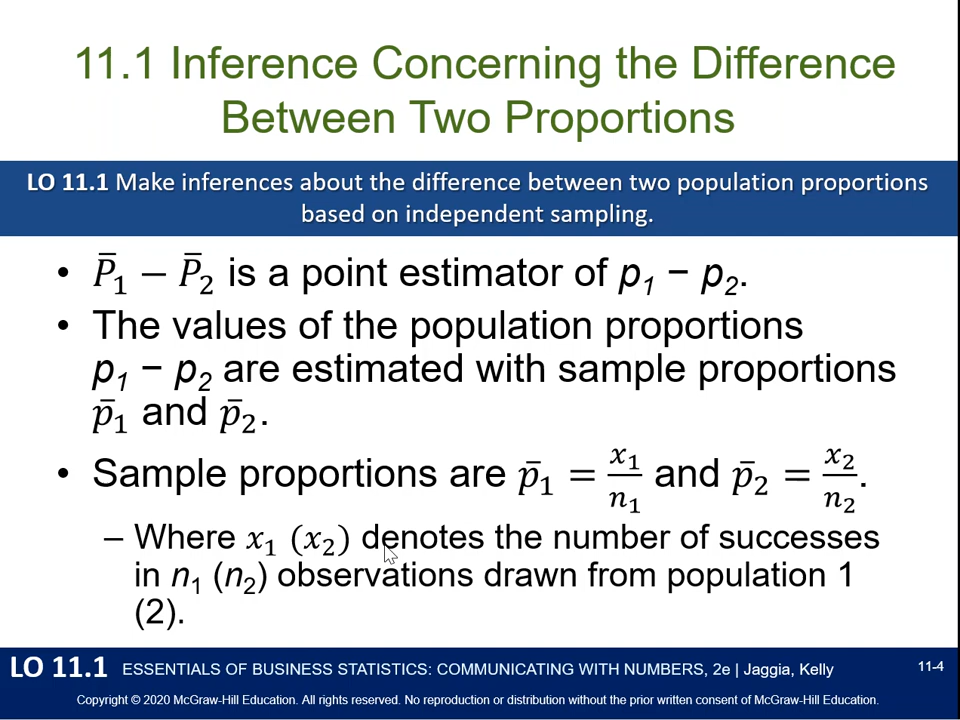 11.1 Inference Concerning the Difference
Between Two Proportions
LO 11.1 Make inferences about the difference between two population proportions
based on independent sampling.
• P̄₁ − P̄₂ is a point estimator of p₁ − p₂.
• The values of the population proportions
p₁ − p₂ are estimated with sample proportions
p̄₁ and p̄₂.
• Sample proportions are p̄₁ = x₁/n₁ and p̄₂ = x₂/n₂.
– Where x₁ (x₂) denotes the number of successes
in n₁ (n₂) observations drawn from population 1
(2).
LO 11.1 ESSENTIALS OF BUSINESS STATISTICS: COMMUNICATING WITH NUMBERS, 2e | Jaggia, Kelly 11-4
Copyright © 2020 McGraw-Hill Education. All rights reserved. No reproduction or distribution without the prior written consent of McGraw-Hill Education.